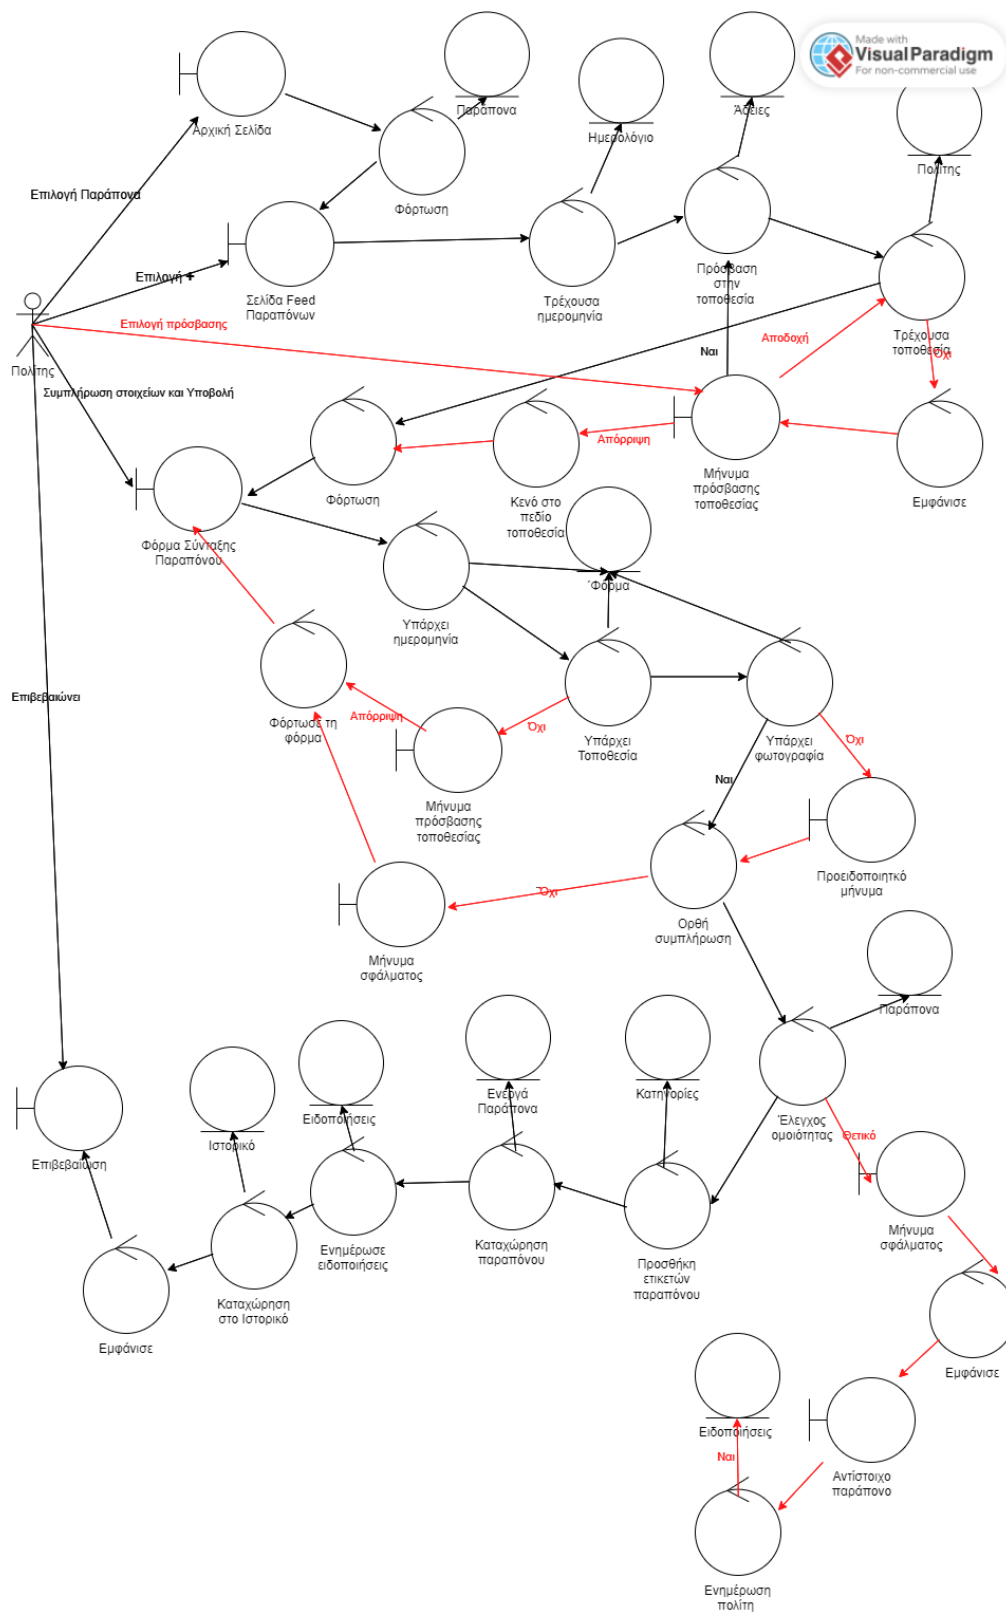 Made with
Visual Paradigm
For non-commercial use
Παράπονα
Αρχική Σελίδα
Ημερολόγιο
Άδειες
Πολίτης
Επιλογή Παράπονα
Φόρτωση
Επιλογή +
Σελίδα Feed
Παραπόνων
Τρέχουσα
ημερομηνία
Πρόσβαση
στην
τοποθεσία
Τρέχουσα
τοποθεσία
Πολίτης
Επιλογή πρόσβασης
Ναι
Αποδοχή
Όχι
Συμπλήρωση στοιχείων και Υποβολή
Απόρριψη
Φόρτωση
Κενό στο
πεδίο
τοποθεσία
Μήνυμα
πρόσβασης
τοποθεσίας
Εμφάνισε
Φόρμα Σύνταξης
Παραπόνου
Φόρμα
Υπάρχει
ημερομηνία
Επιβεβαιώνει
Φόρτωσε τη
φόρμα
Απόρριψη
Όχι
Υπάρχει
Τοποθεσία
Υπάρχει
φωτογραφία
Όχι
Μήνυμα
πρόσβασης
τοποθεσίας
Ναι
Προειδοποιητκό
μήνυμα
Όχι
Ορθή
συμπλήρωση
Μήνυμα
σφάλματος
Παράπονα
Ιστορικό
Ειδοποιήσεις
Ενεργά
Παράπονα
Κατηγορίες
Έλεγχος
ομοιότητας
Θετικό
Επιβεβαίωση
Μήνυμα
σφάλματος
Εμφάνισε
Καταχώρηση
στο Ιστορικό
Ενημέρωσε
ειδοποιήσεις
Καταχώρηση
παραπόνου
Προσθήκη
ετικετών
παραπόνου
Εμφάνισε
Ειδοποιήσεις
Ναι
Αντίστοιχο
παράπονο
Ενημέρωση
πολίτη